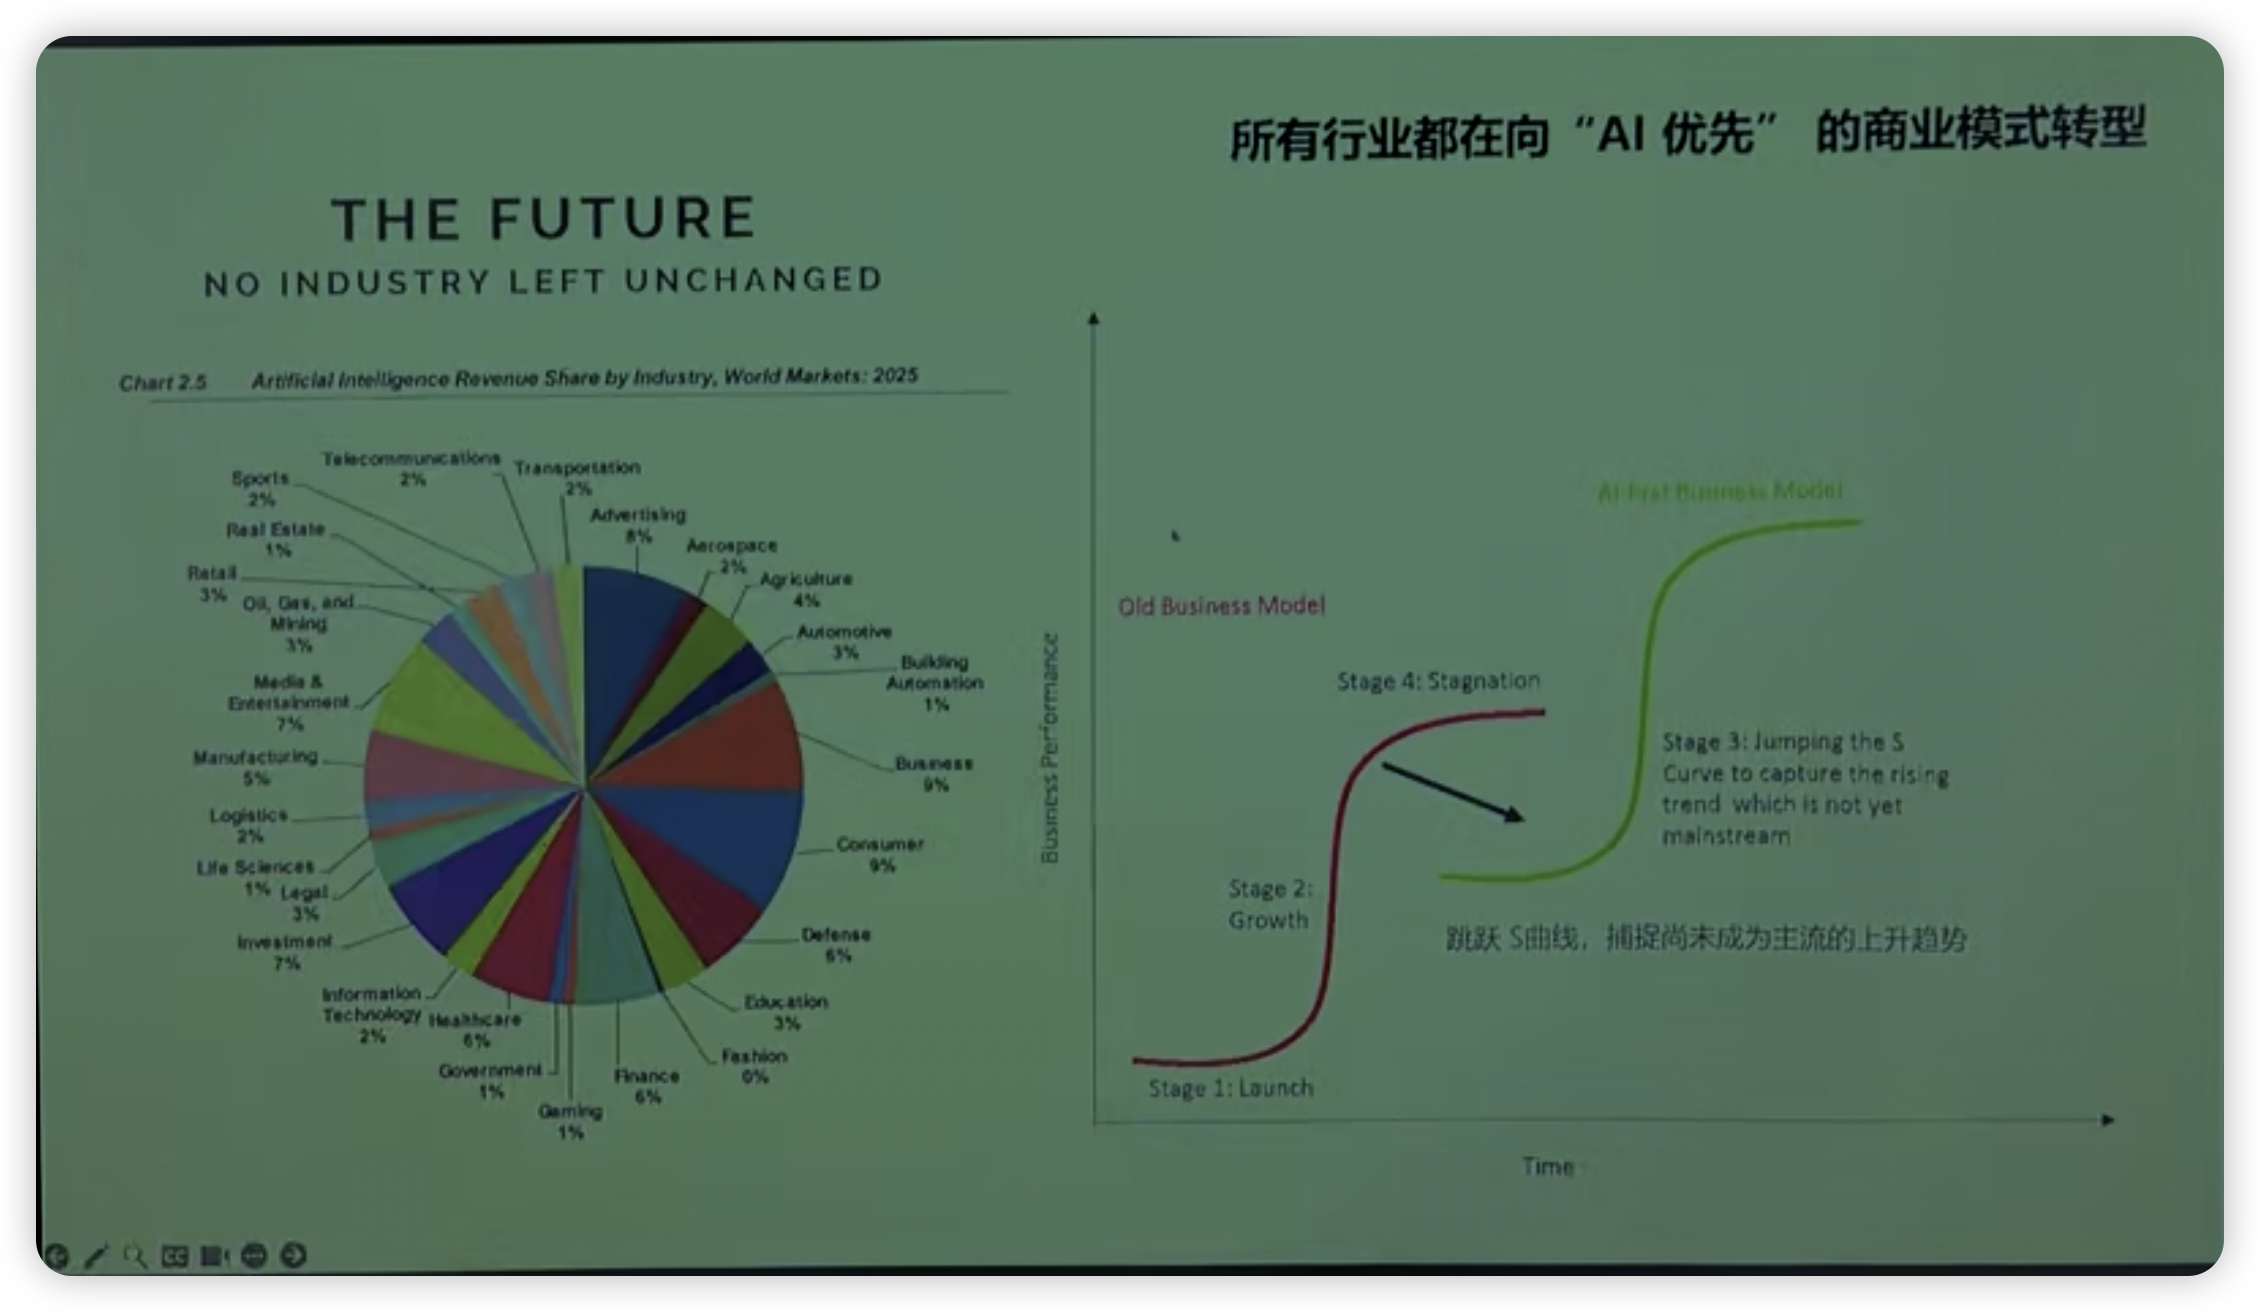 所有行业都在向“AI 优先” 的商业模式转型
THE FUTURE
NO INDUSTRY LEFT UNCHANGED
Chart 2.5 Artificial Intelligence Revenue Share by Industry, World Markets: 2025
Telecommunications
2%
Transportation
2%
Sports
2%
Advertising
8%
Real Estate
1%
Aerospace
2%
Retail
3%
Agriculture
4%
Oil, Gas, and
Mining
3%
Automotive
3%
Building
Automation
1%
Media &
Entertainment
7%
Business
9%
Manufacturing
5%
Logistics
2%
Consumer
9%
Life Sciences
1%
Legal
3%
Defense
6%
Investment
7%
Education
3%
Information
Technology
2%
Healthcare
6%
Fashion
0%
Government
1%
Finance
6%
Gaming
1%
AI-First Business Model
Old Business Model
Business Performance
Stage 4: Stagnation
Stage 3: Jumping the S
Curve to capture the rising
trend which is not yet
mainstream
Stage 2:
Growth
跳跃 S曲线，捕捉尚未成为主流的上升趋势
Stage 1: Launch
Time
CC